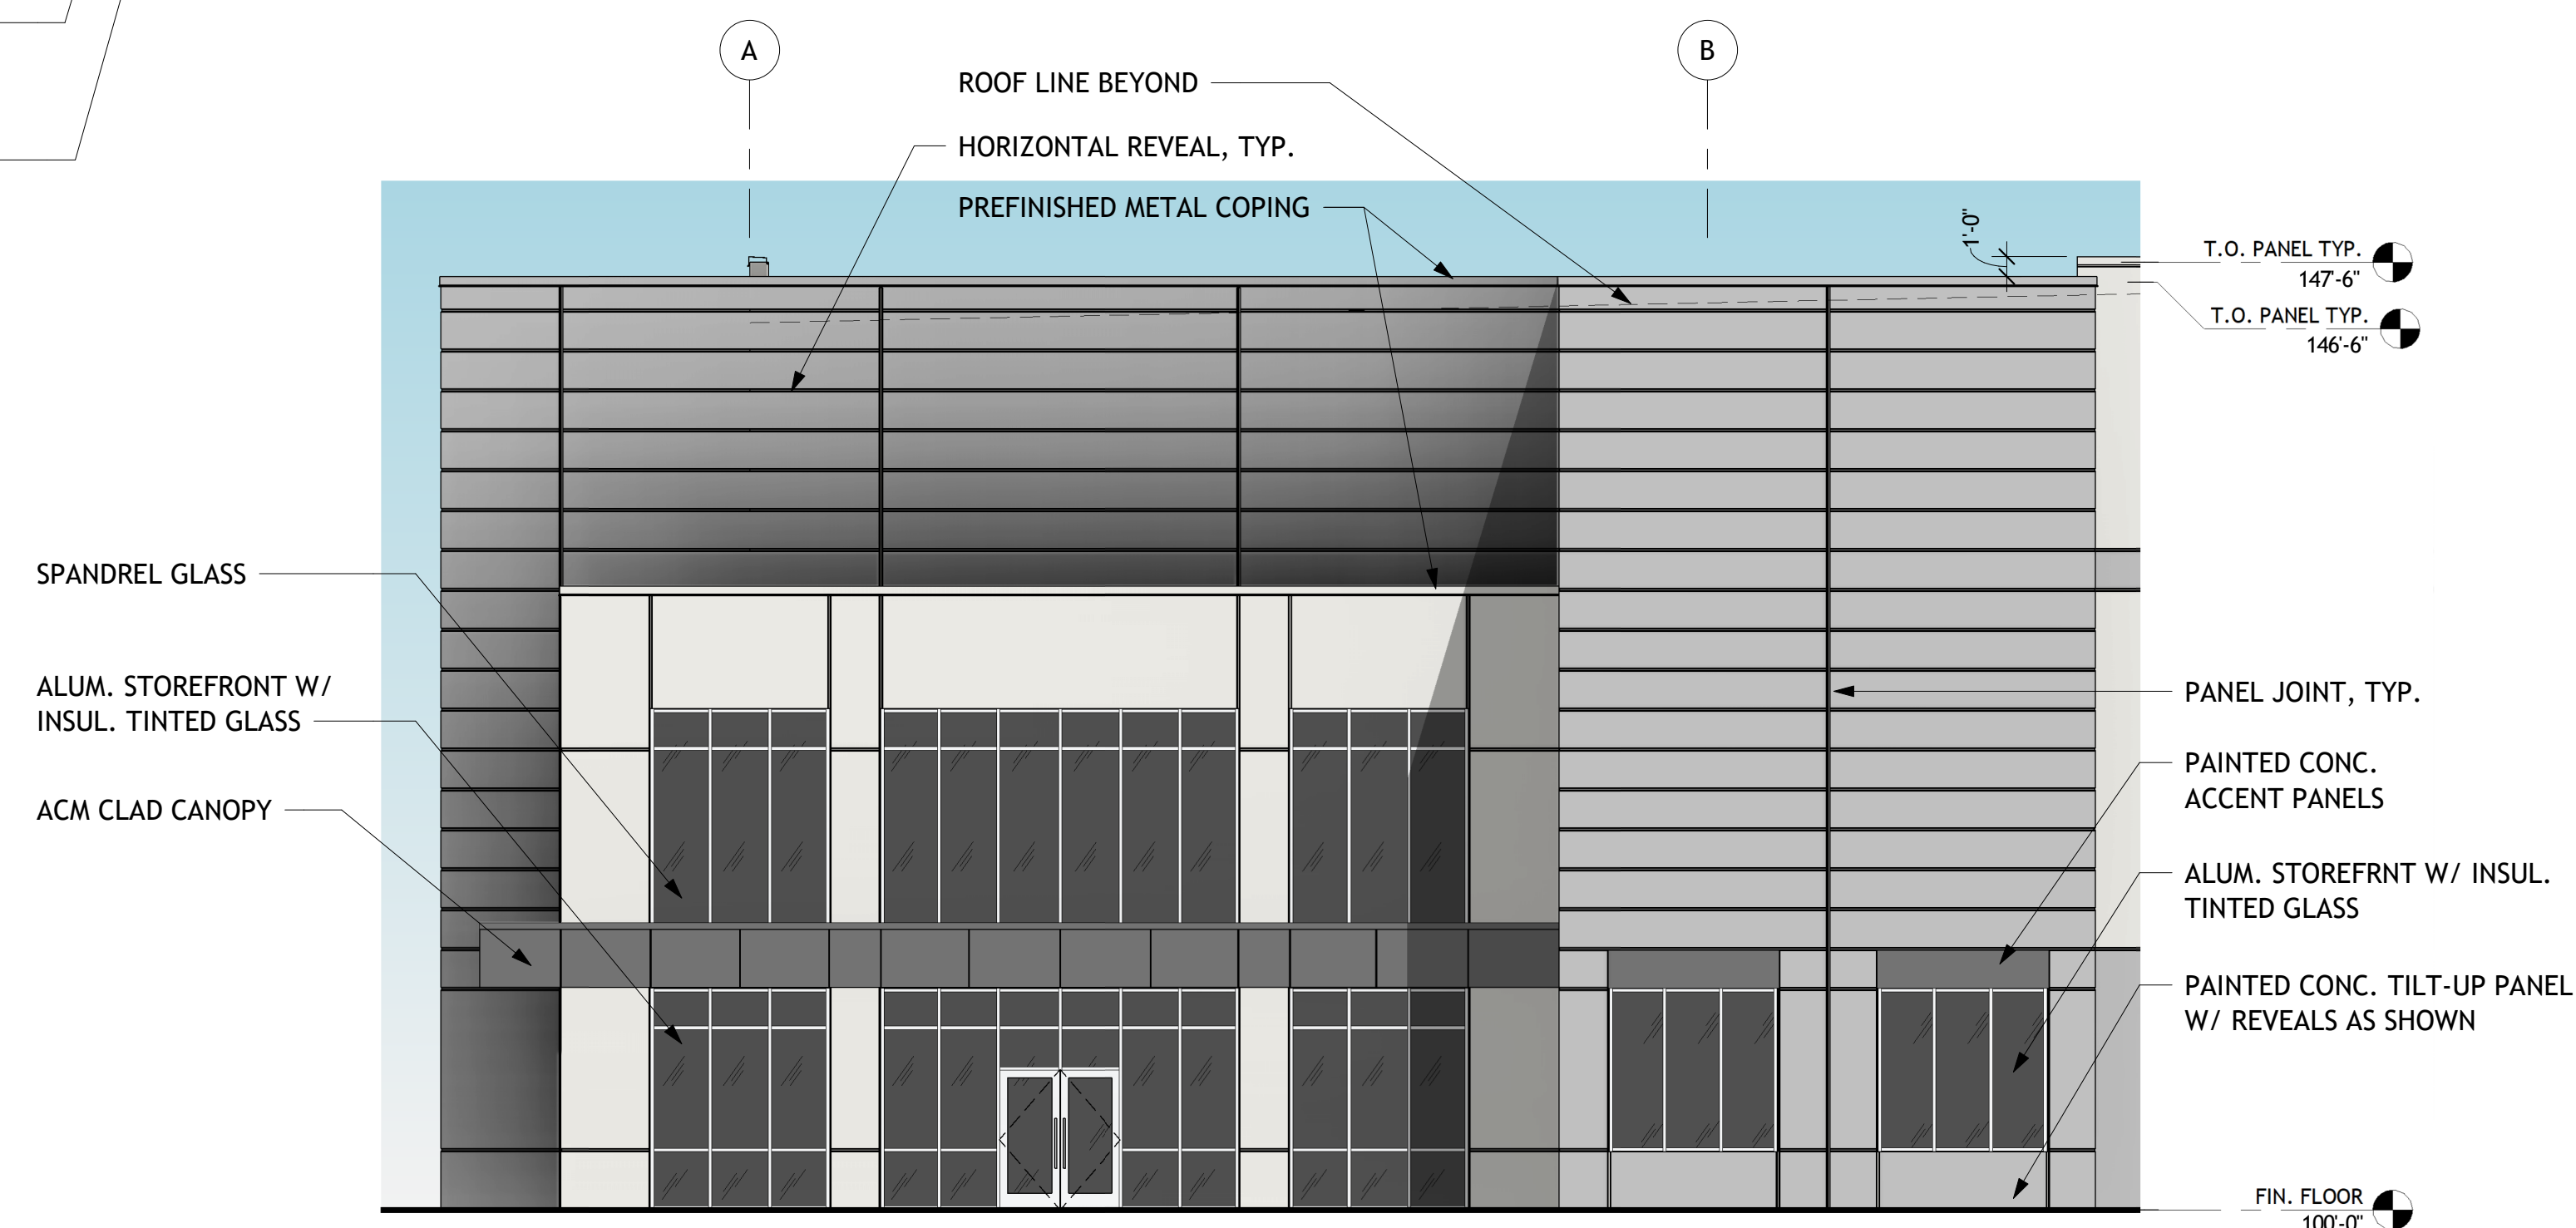 A
B
ROOF LINE BEYOND
HORIZONTAL REVEAL, TYP.
PREFINISHED METAL COPING
1'-0"
T.O. PANEL TYP.
147'-6"
T.O. PANEL TYP.
146'-6"
SPANDREL GLASS
ALUM. STOREFRONT W/
INSUL. TINTED GLASS
ACM CLAD CANOPY
PANEL JOINT, TYP.
PAINTED CONC.
ACCENT PANELS
ALUM. STOREFRNT W/ INSUL.
TINTED GLASS
PAINTED CONC. TILT-UP PANEL
W/ REVEALS AS SHOWN
FIN. FLOOR
100'-0"